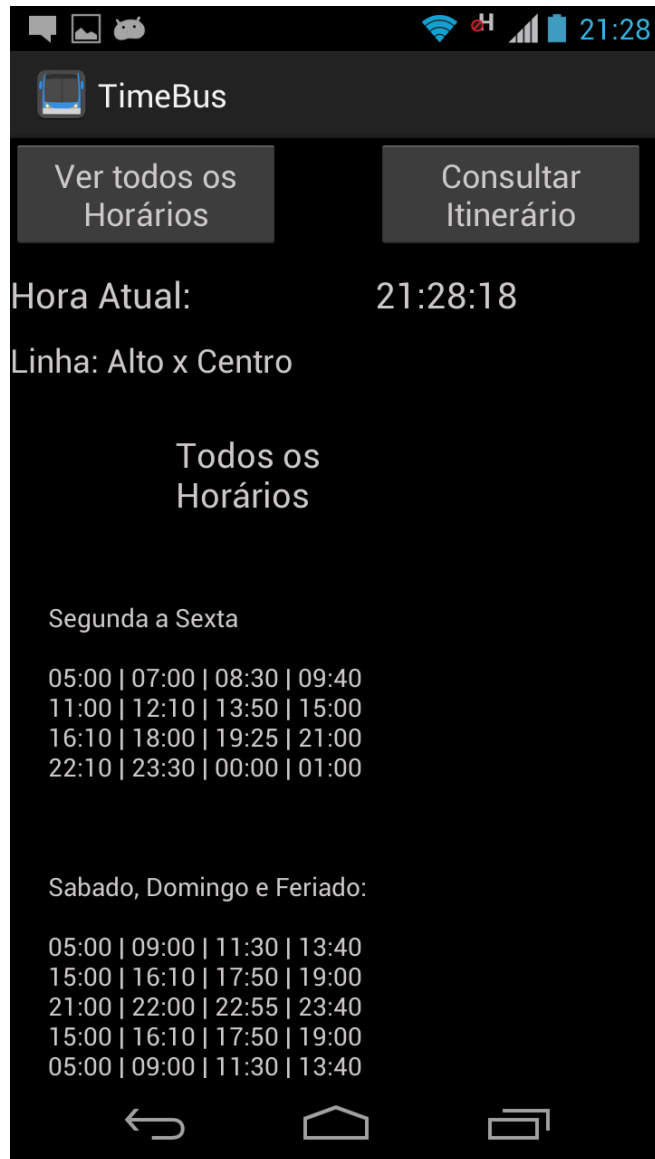 21:28
TimeBus
Ver todos os
Horários
Consultar
Itinerário
Hora Atual: 21:28:18
Linha: Alto x Centro
Todos os
Horários
Segunda a Sexta
05:00 | 07:00 | 08:30 | 09:40
11:00 | 12:10 | 13:50 | 15:00
16:10 | 18:00 | 19:25 | 21:00
22:10 | 23:30 | 00:00 | 01:00
Sabado, Domingo e Feriado:
05:00 | 09:00 | 11:30 | 13:40
15:00 | 16:10 | 17:50 | 19:00
21:00 | 22:00 | 22:55 | 23:40
15:00 | 16:10 | 17:50 | 19:00
05:00 | 09:00 | 11:30 | 13:40